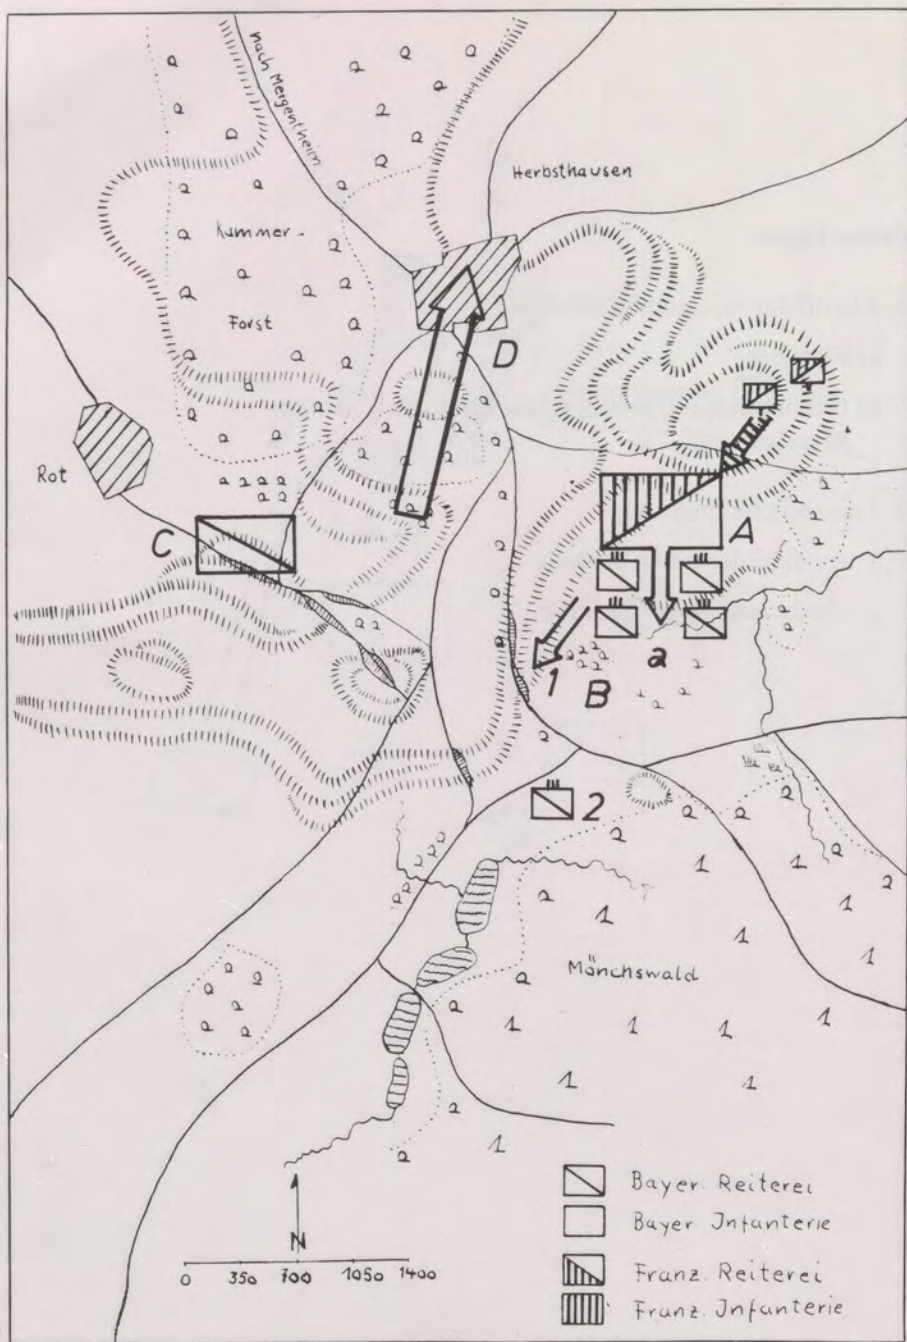 nach Mergentheim
Herbsthausen
Kammer-
Forst
D
Rot
A
C
a
1
B
2
Mönchswald
N
0 350 700 1050 1400
Bayer. Reiterei
Bayer Infanterie
Franz. Reiterei
Franz. Infanterie